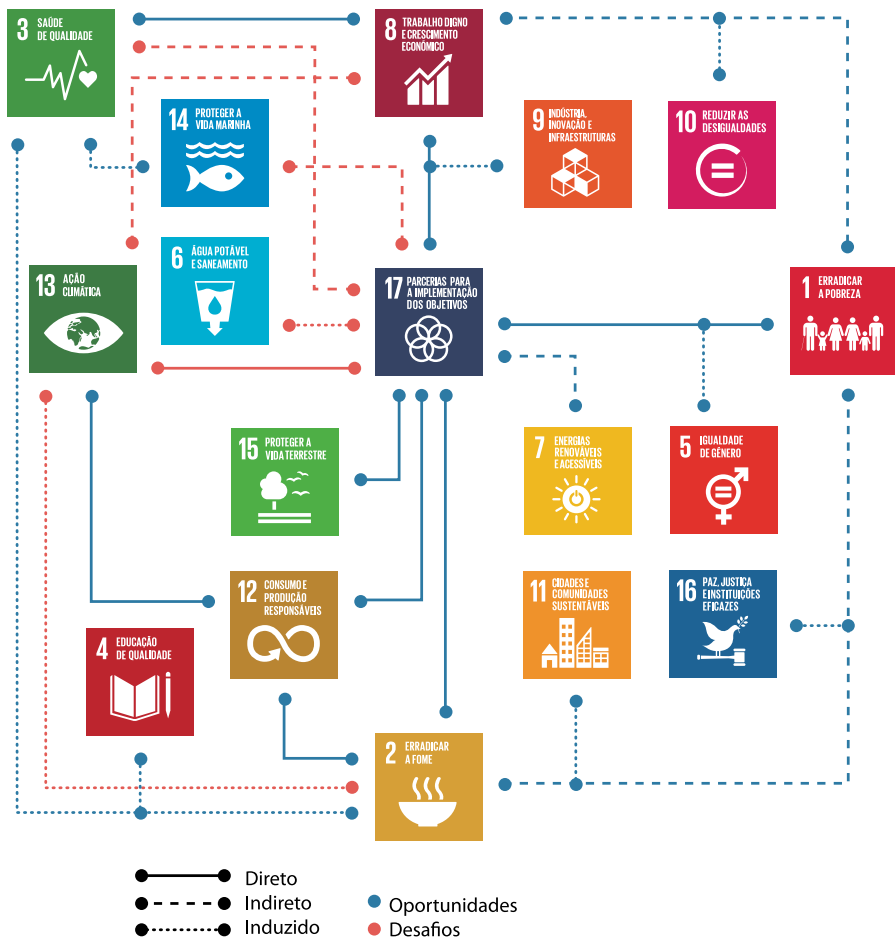 3 SAÚDE
DE QUALIDADE
8 TRABALHO DIGNO
E CRESCIMENTO
ECONÓMICO
14 PROTEGER A
VIDA MARINHA
9 INDÚSTRIA,
INOVAÇÃO E
INFRAESTRUTURAS
10 REDUZIR AS
DESIGUALDADES
13 AÇÃO
CLIMÁTICA
6 ÁGUA POTÁVEL
E SANEAMENTO
17 PARCERIAS PARA
A IMPLEMENTAÇÃO
DOS OBJETIVOS
1 ERRADICAR
A POBREZA
15 PROTEGER A
VIDA TERRESTRE
7 ENERGIAS
RENOVÁVEIS
E ACESSÍVEIS
5 IGUALDADE
DE GÉNERO
12 CONSUMO E
PRODUÇÃO
RESPONSÁVEIS
11 CIDADES E
COMUNIDADES
SUSTENTÁVEIS
16 PAZ, JUSTIÇA
E INSTITUIÇÕES
EFICAZES
4 EDUCAÇÃO
DE QUALIDADE
2 ERRADICAR
A FOME
Direto
Indireto
Induzido
Oportunidades
Desafios